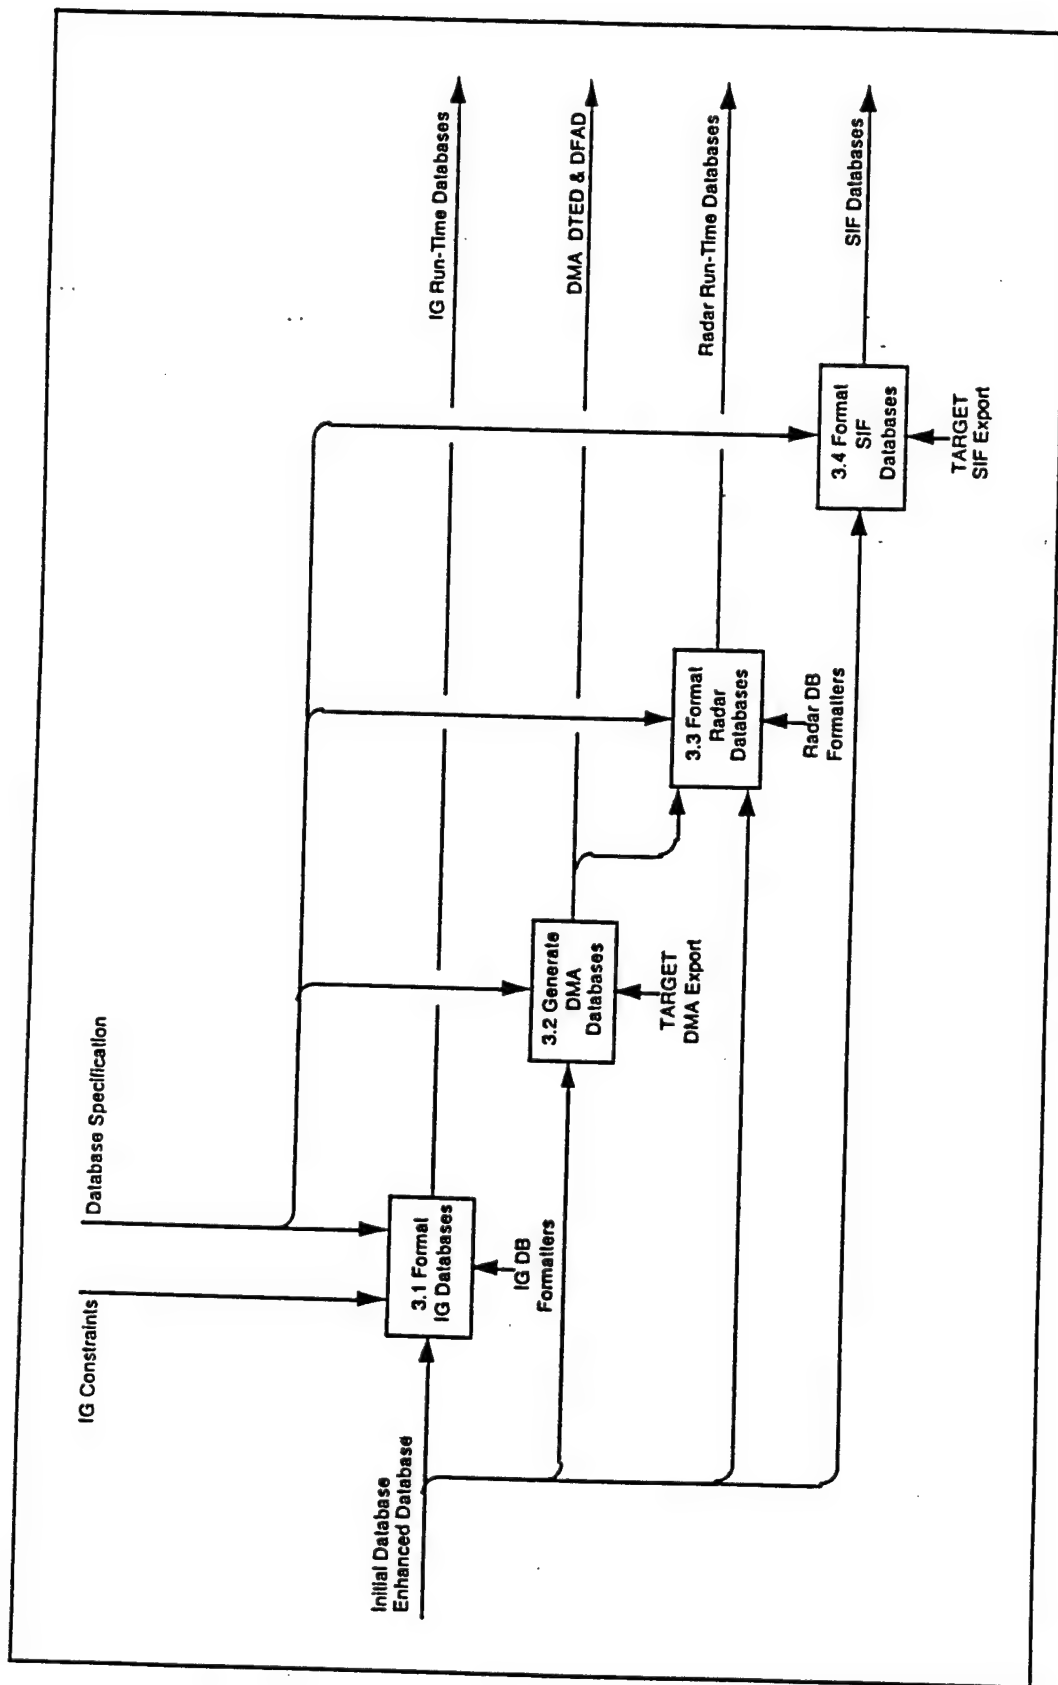 IG Constraints
Database Specification
Initial Database
Enhanced Database
3.1 Format
IG Databases
IG DB
Formatters
IG Run-Time Databases
3.2 Generate
DMA
Databases
TARGET
DMA Export
DMA DTED & DFAD
3.3 Format
Radar
Databases
Radar DB
Formatters
Radar Run-Time Databases
3.4 Format
SIF
Databases
TARGET
SIF Export
SIF Databases